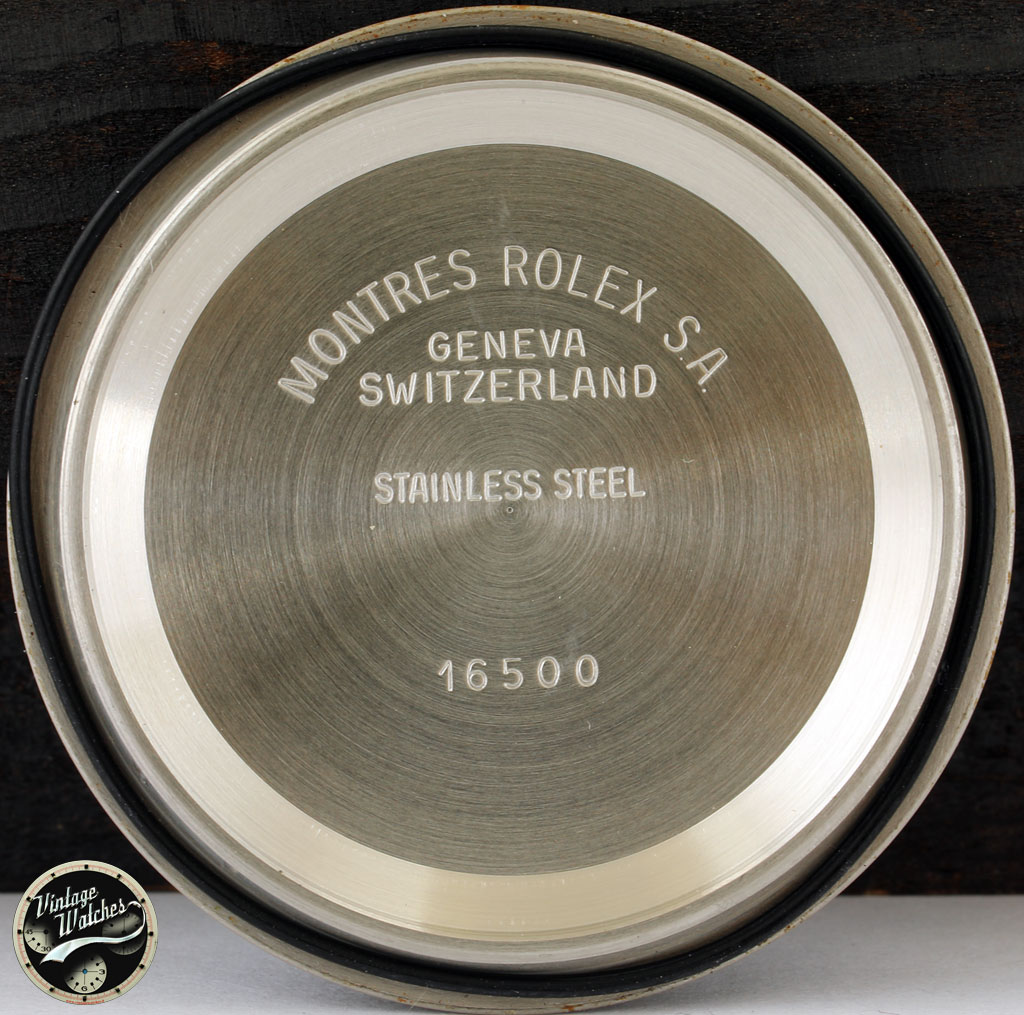 MONTRES ROLEX S.A.
GENEVA
SWITZERLAND
STAINLESS STEEL
16500
Vintage
Watches